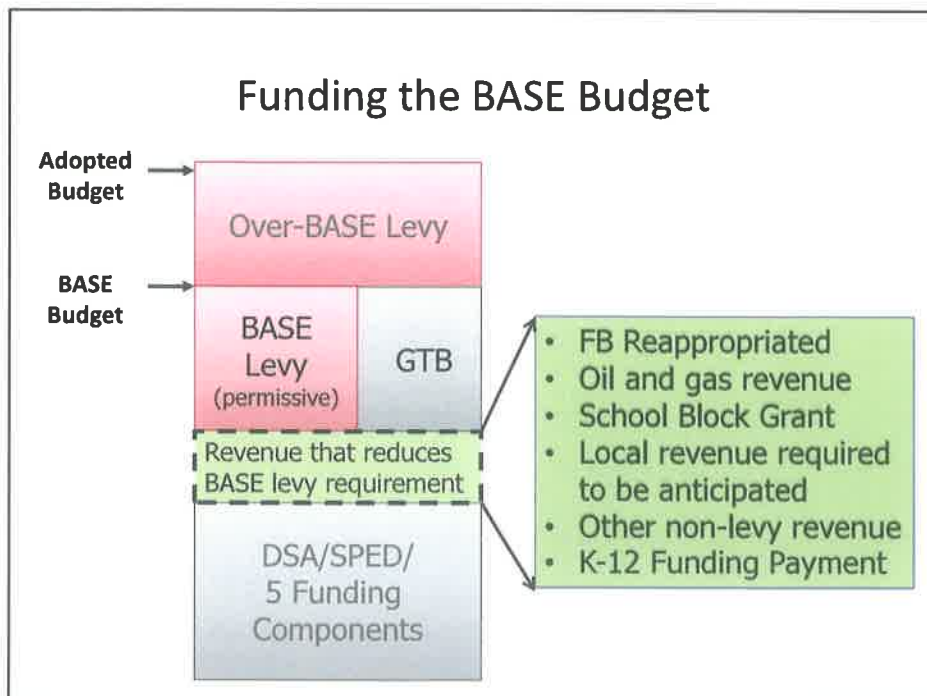 Funding the BASE Budget
Adopted
Budget
Over-BASE Levy
BASE
Budget
BASE
Levy
(permissive)
GTB
Revenue that reduces
BASE levy requirement
DSA/SPED/
5 Funding
Components
• FB Reappropriated
• Oil and gas revenue
• School Block Grant
• Local revenue required
to be anticipated
• Other non-levy revenue
• K-12 Funding Payment